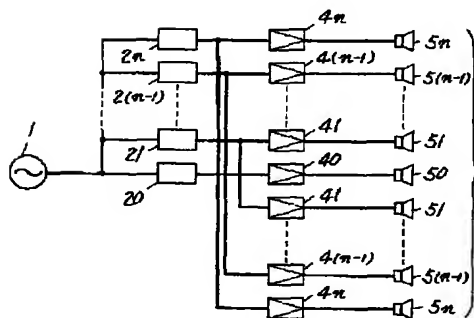 4n
2n 5n
4(n-1)
2(n-1) 5(n-1)
1 41
21 51
40
20 50
41
51
4(n-1)
5(n-1)
4n
5n